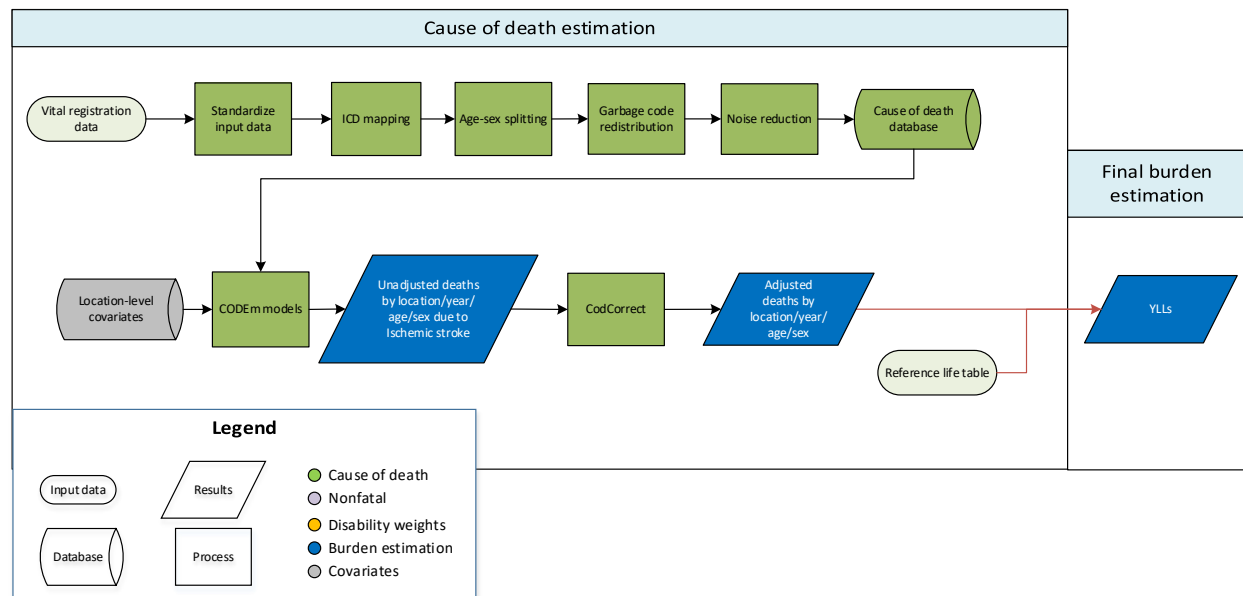 Cause of death estimation
Vital registration
data
Standardize
input data
ICD mapping
Age-sex splitting
Garbage code
redistribution
Noise reduction
Cause of death
database
Final burden
estimation
Location-level
covariates
CODEm models
Unadjusted deaths
by location/year/
age/sex due to
Ischemic stroke
CodCorrect
Adjusted
deaths by
location/year/
age/sex
YLLs
Reference life table
Legend
Input data
Results
Database
Process
Cause of death
Nonfatal
Disability weights
Burden estimation
Covariates